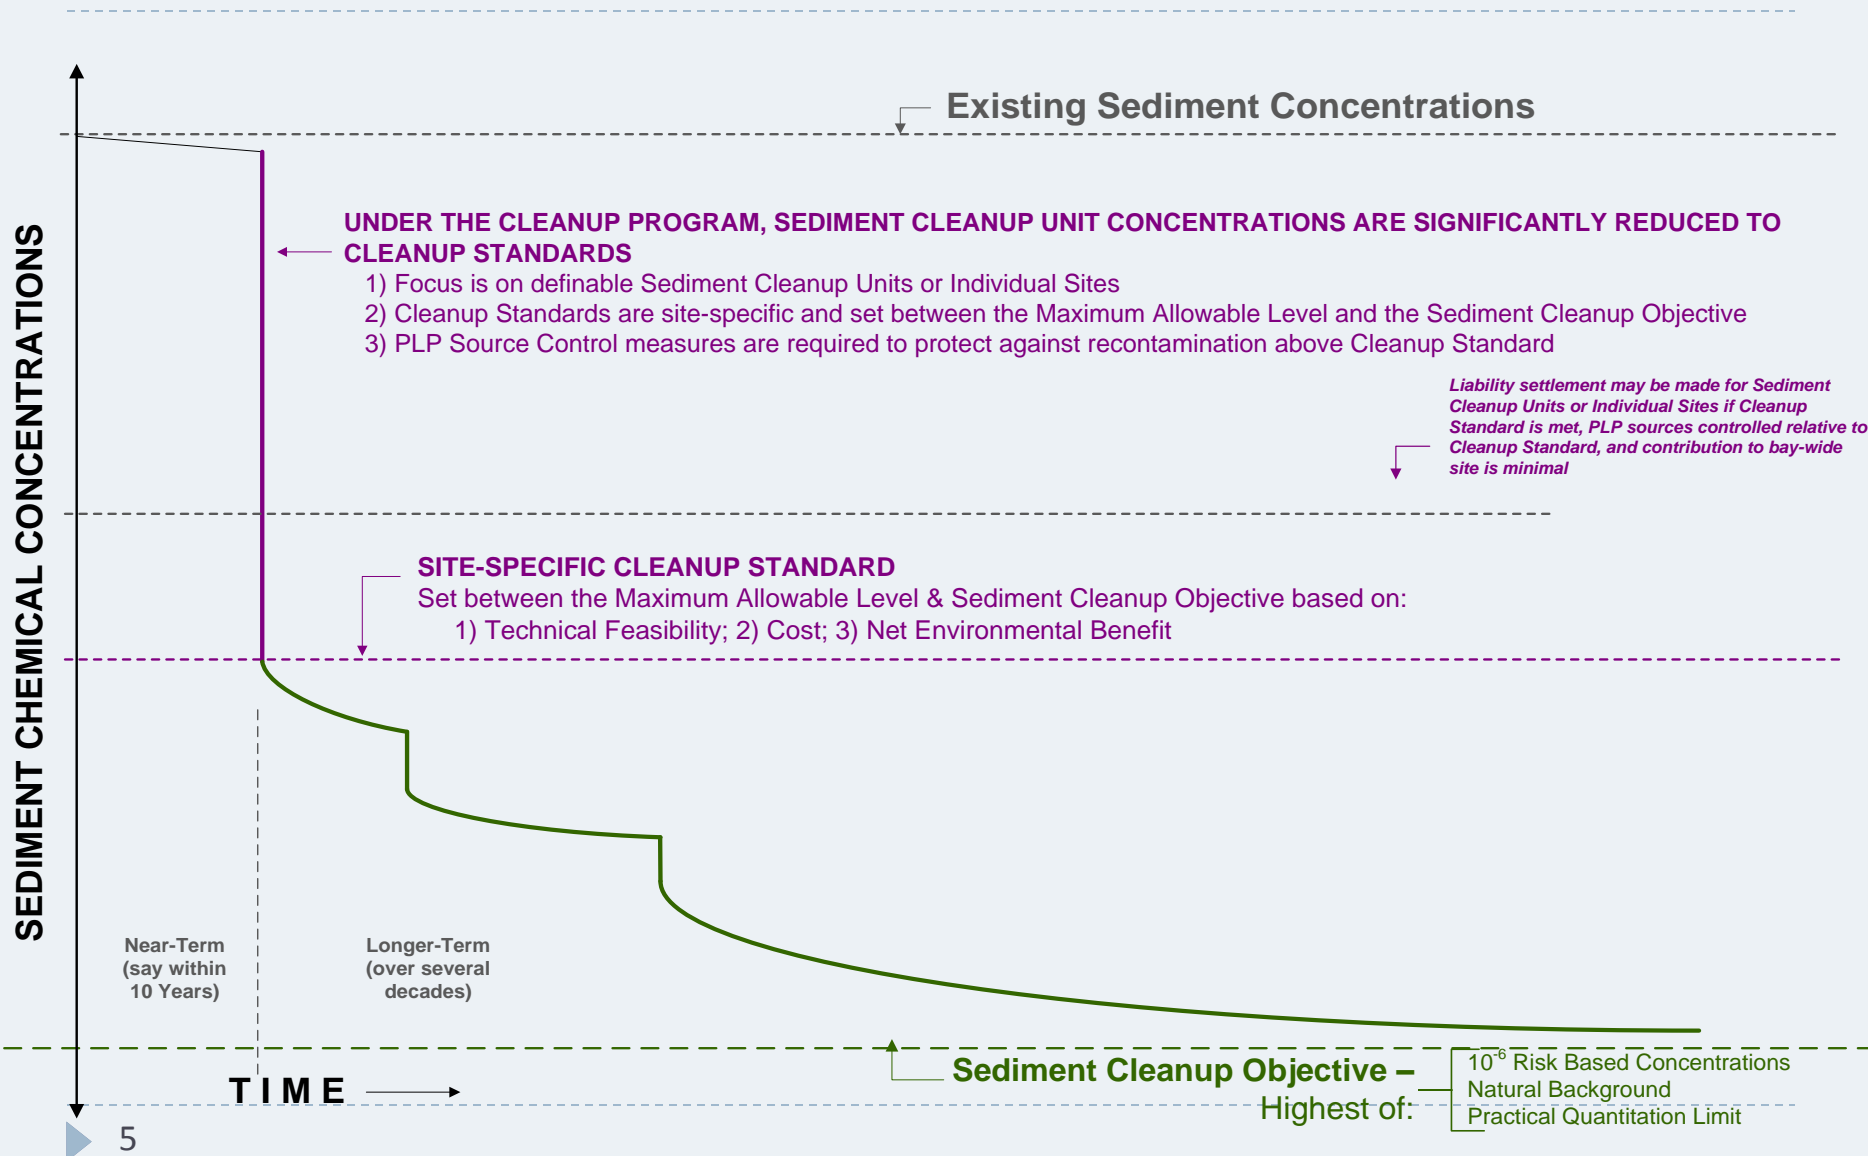 SEDIMENT CHEMICAL CONCENTRATIONS
Existing Sediment Concentrations
UNDER THE CLEANUP PROGRAM, SEDIMENT CLEANUP UNIT CONCENTRATIONS ARE SIGNIFICANTLY REDUCED TO
CLEANUP STANDARDS
1) Focus is on definable Sediment Cleanup Units or Individual Sites
2) Cleanup Standards are site-specific and set between the Maximum Allowable Level and the Sediment Cleanup Objective
3) PLP Source Control measures are required to protect against recontamination above Cleanup Standard
Liability settlement may be made for Sediment
Cleanup Units or Individual Sites if Cleanup
Standard is met, PLP sources controlled relative to
Cleanup Standard, and contribution to bay-wide
site is minimal
SITE-SPECIFIC CLEANUP STANDARD
Set between the Maximum Allowable Level & Sediment Cleanup Objective based on:
1) Technical Feasibility; 2) Cost; 3) Net Environmental Benefit
Near-Term
(say within
10 Years)
Longer-Term
(over several
decades)
TIME
Sediment Cleanup Objective –
Highest of:
10⁻⁶ Risk Based Concentrations
Natural Background
Practical Quantitation Limit
5